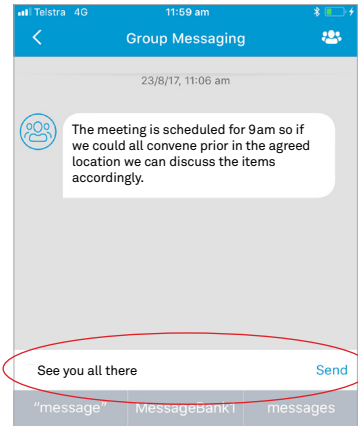 Telstra 4G 11:59 am
Group Messaging
23/8/17, 11:06 am
The meeting is scheduled for 9am so if
we could all convene prior in the agreed
location we can discuss the items
accordingly.
See you all there Send
"message" MessageBank1 messages